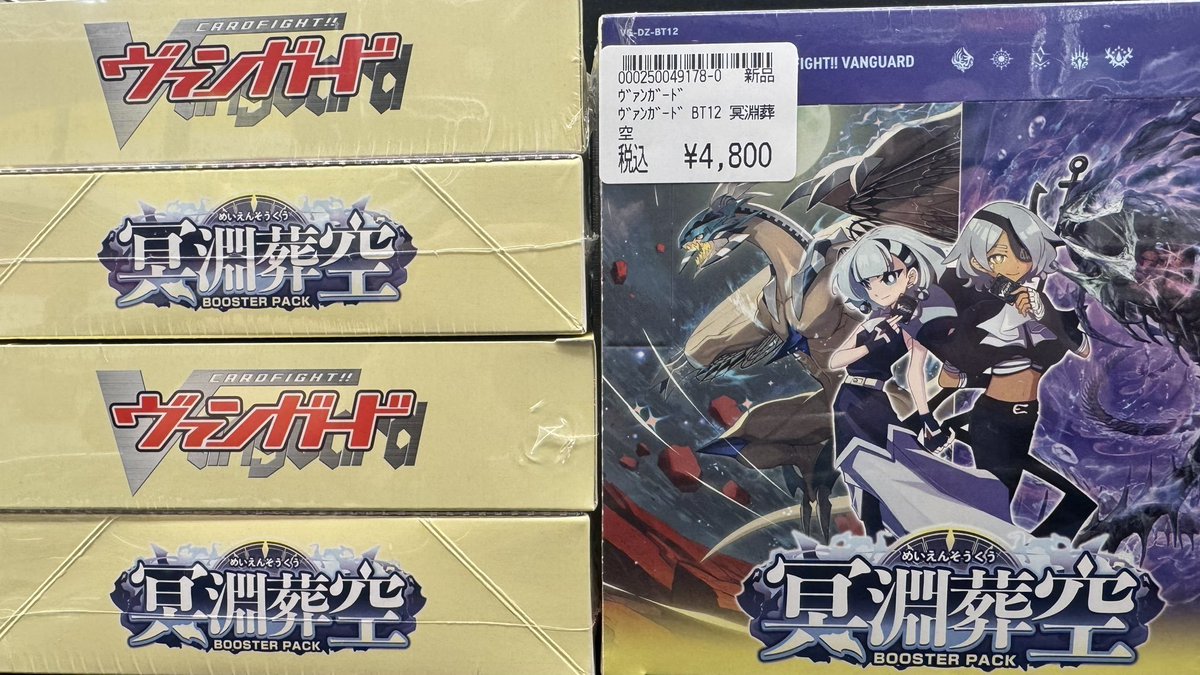 CARDFIGHT!!
ヴァンガード
Vanguard
めいえんそうくう
冥淵葬空
BOOSTER PACK
CARDFIGHT!!
ヴァンガード
Vanguard
めいえんそうくう
冥淵葬空
BOOSTER PACK
VG-DZ-BT12
FIGHT!! VANGUARD
000250049178-0 新品
ヴァンガード
ヴァンガード BT12 冥淵葬
空
税込 ¥4,800
めいえんそうくう
冥淵葬空
BOOSTER PACK